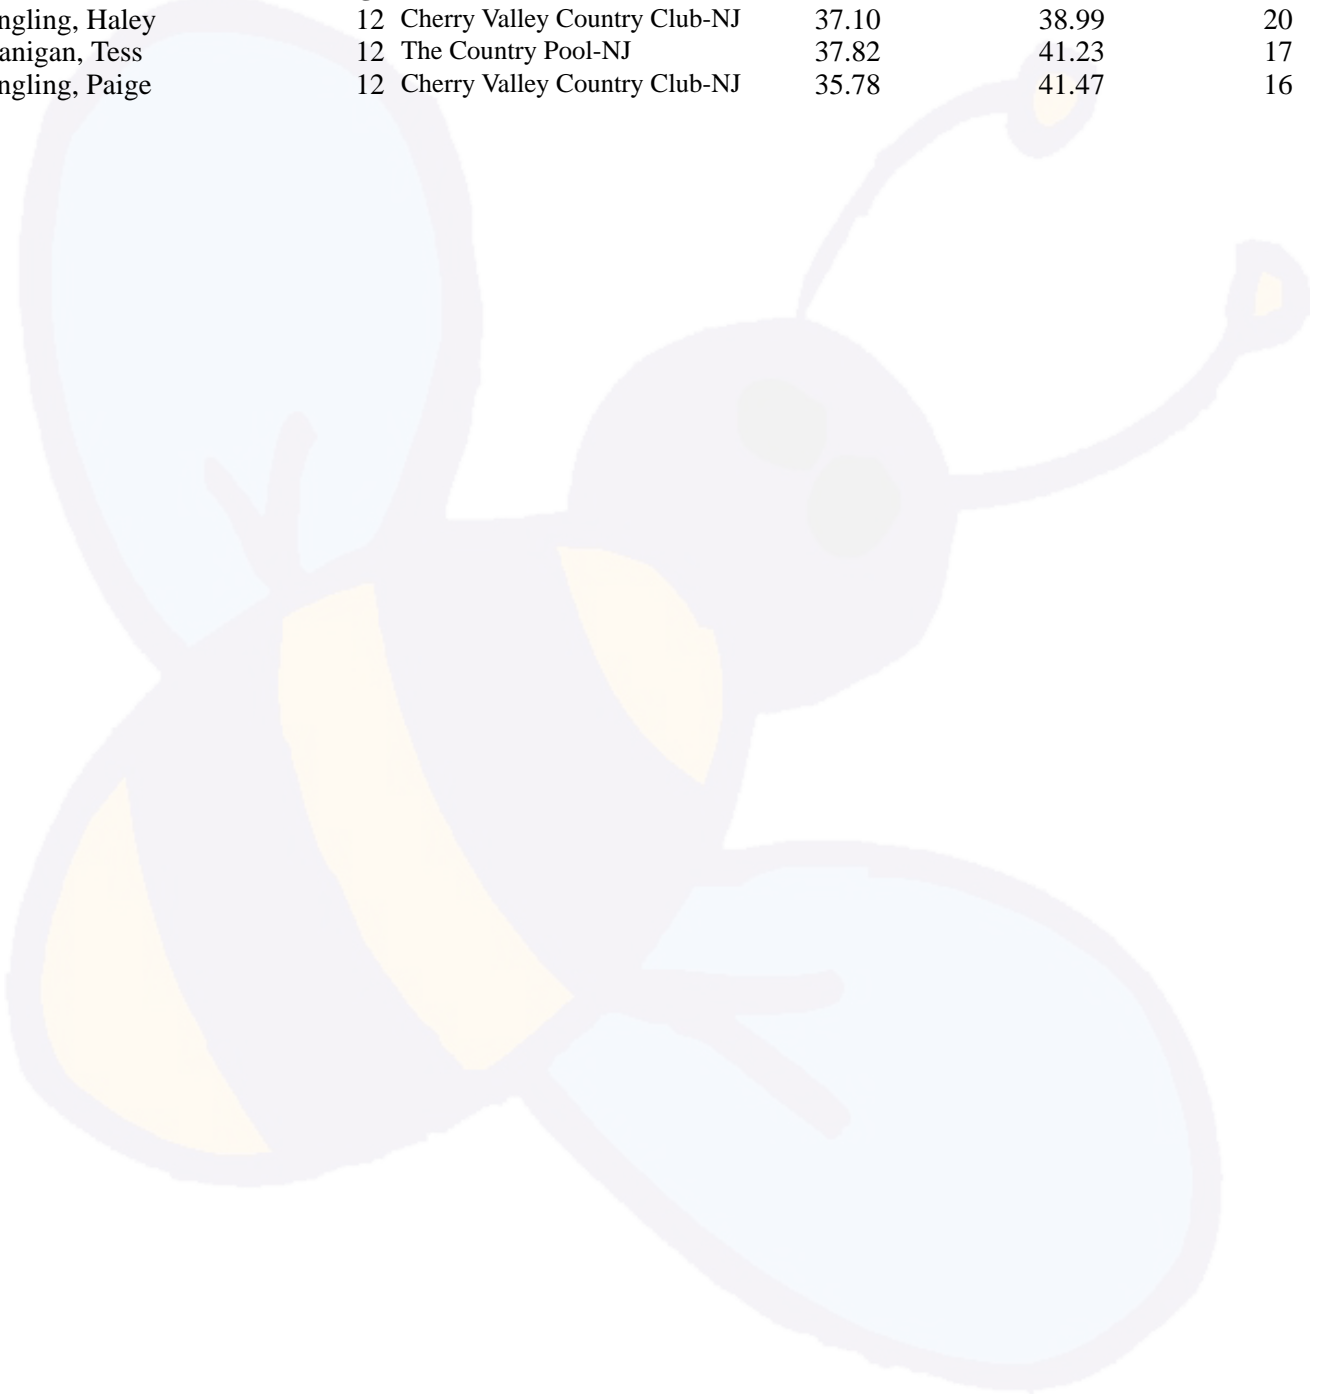 ngling, Haley 12 Cherry Valley Country Club-NJ 37.10 38.99 20
anigan, Tess 12 The Country Pool-NJ 37.82 41.23 17
ngling, Paige 12 Cherry Valley Country Club-NJ 35.78 41.47 16